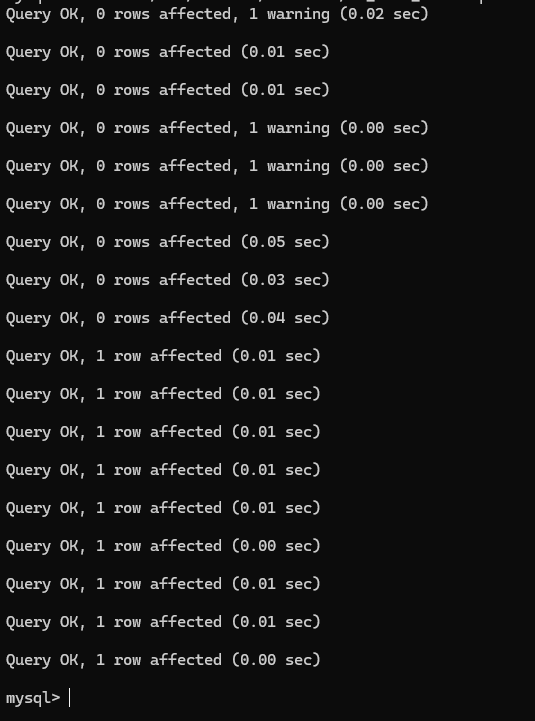 Query OK, 0 rows affected, 1 warning (0.02 sec)
Query OK, 0 rows affected (0.01 sec)
Query OK, 0 rows affected (0.01 sec)
Query OK, 0 rows affected, 1 warning (0.00 sec)
Query OK, 0 rows affected, 1 warning (0.00 sec)
Query OK, 0 rows affected, 1 warning (0.00 sec)
Query OK, 0 rows affected (0.05 sec)
Query OK, 0 rows affected (0.03 sec)
Query OK, 0 rows affected (0.04 sec)
Query OK, 1 row affected (0.01 sec)
Query OK, 1 row affected (0.01 sec)
Query OK, 1 row affected (0.01 sec)
Query OK, 1 row affected (0.01 sec)
Query OK, 1 row affected (0.01 sec)
Query OK, 1 row affected (0.00 sec)
Query OK, 1 row affected (0.01 sec)
Query OK, 1 row affected (0.01 sec)
Query OK, 1 row affected (0.00 sec)
mysql>